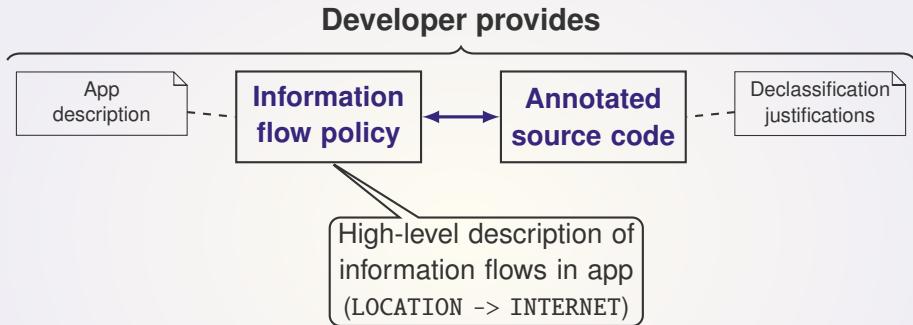 Developer provides
App
description
Information
flow policy
Annotated
source code
Declassification
justifications
High-level description of
information flows in app
(LOCATION -> INTERNET)